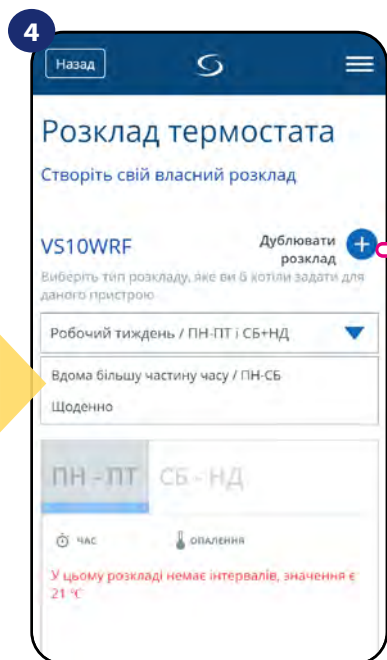 4
Назад
Розклад термостата
Створіть свій власний розклад
VS10WRF
Дублювати
розклад
Виберіть тип розкладу, яке ви б хотіли задати для
даного пристрою
Робочий тиждень / ПН-ПТ і СБ+НД
Вдома більшу частину часу / ПН-СБ
Щоденно
ПН - ПТ СБ - НД
ЧАС ОПАЛЕННЯ
У цьому розкладі немає інтервалів, значення є
21 °C